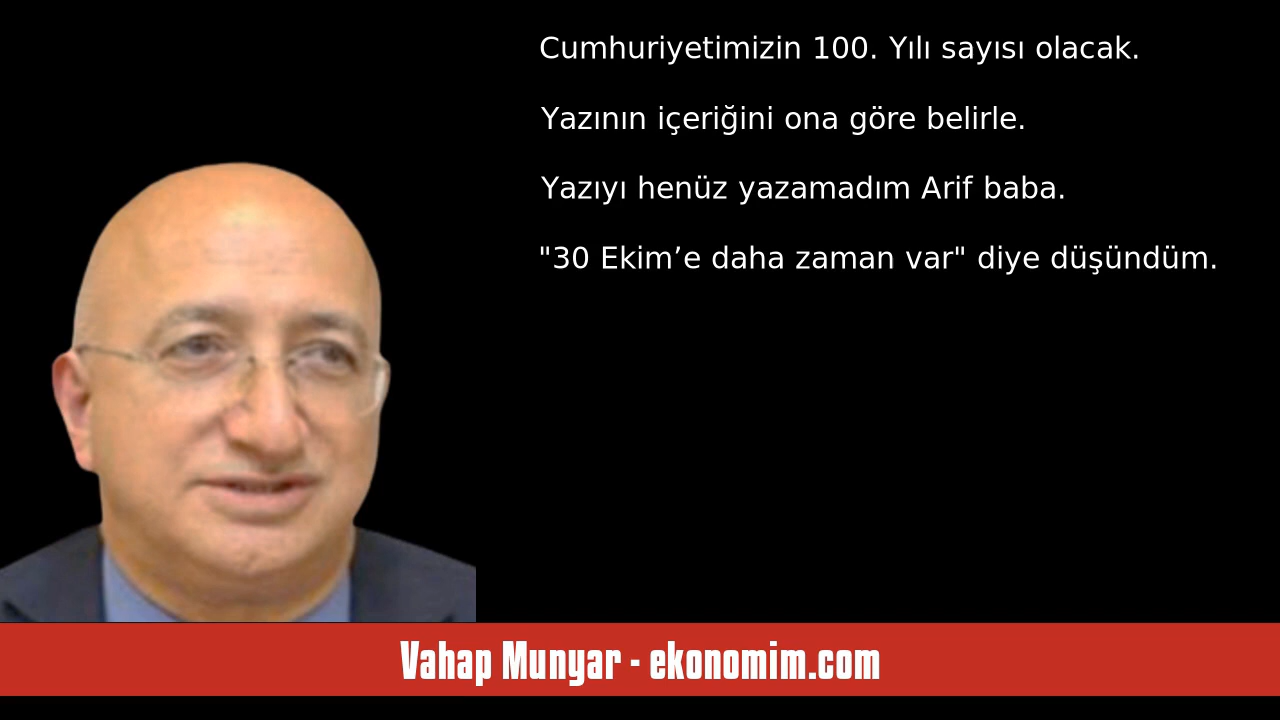 Cumhuriyetimizin 100. Yılı sayısı olacak.
Yazının içeriğini ona göre belirle.
Yazıyı henüz yazamadım Arif baba.
"30 Ekim’e daha zaman var" diye düşündüm.
Vahap Munyar - ekonomim.com